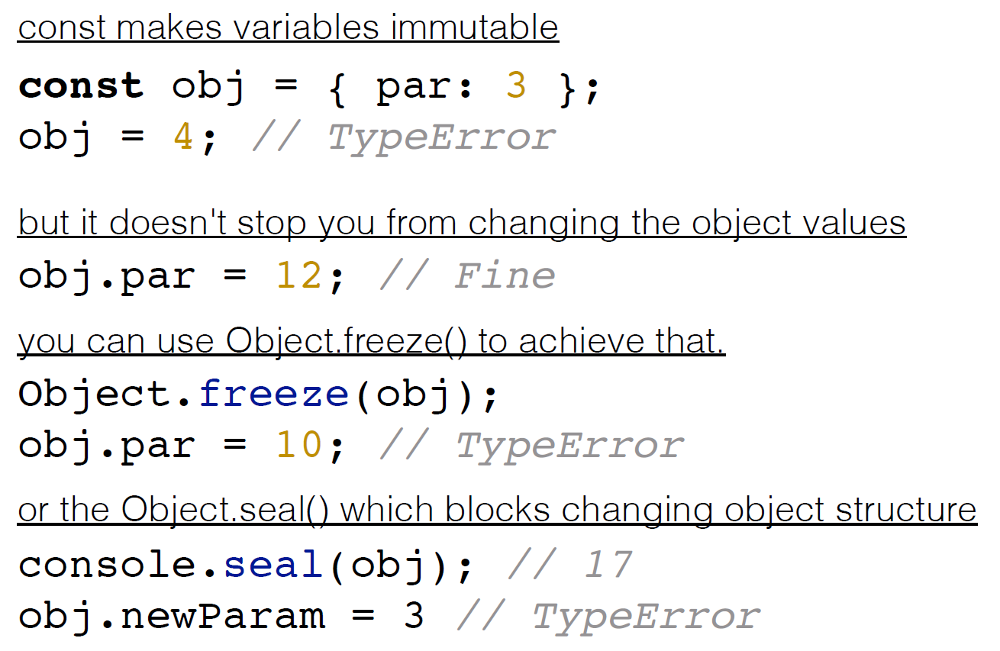 const makes variables immutable
const obj = { par: 3 };
obj = 4; // TypeError
but it doesn't stop you from changing the object values
obj.par = 12; // Fine
you can use Object.freeze() to achieve that.
Object.freeze(obj);
obj.par = 10; // TypeError
or the Object.seal() which blocks changing object structure
console.seal(obj); // 17
obj.newParam = 3 // TypeError